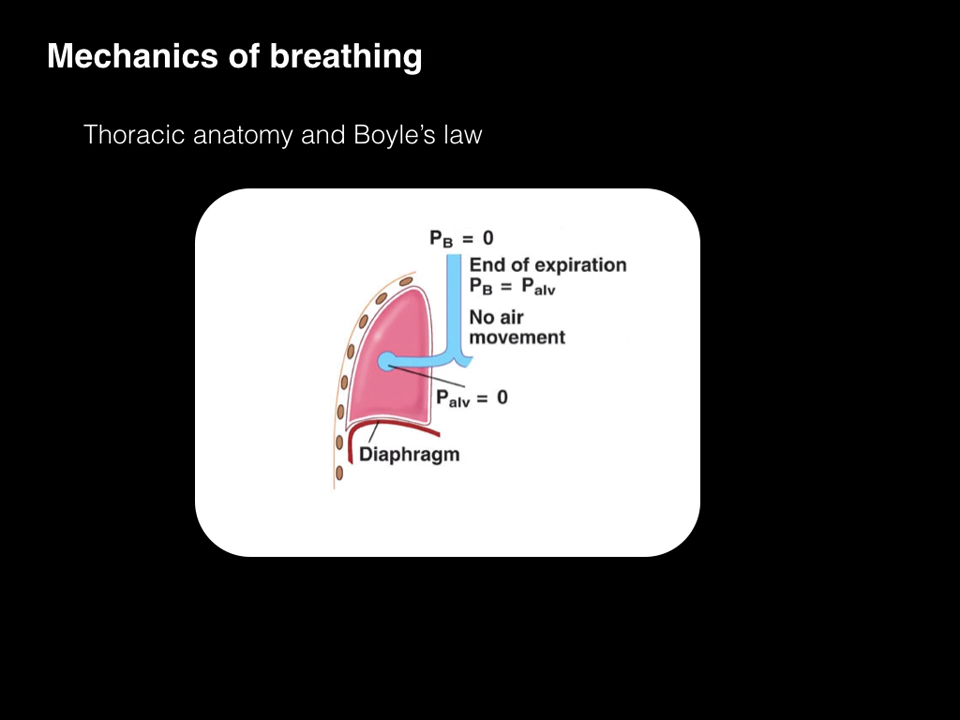 Mechanics of breathing
Thoracic anatomy and Boyle’s law
PB = 0
End of expiration
PB = Palv
No air
movement
Palv = 0
Diaphragm